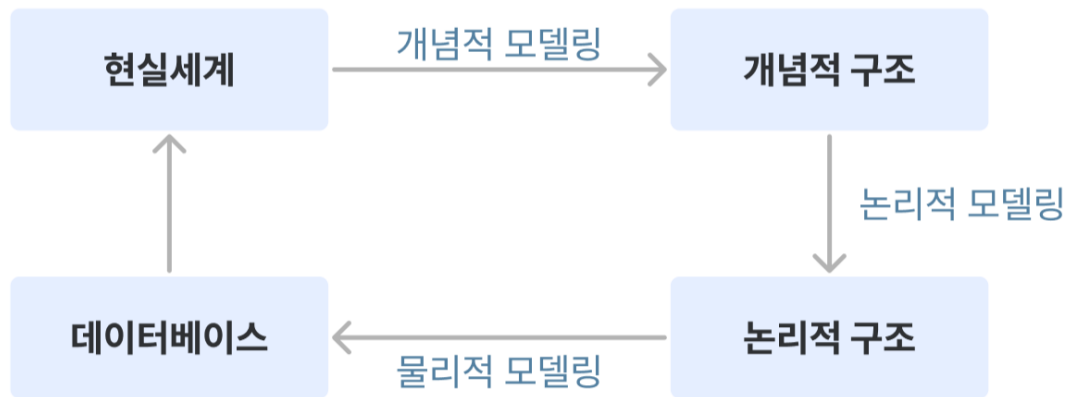 현실세계
개념적 모델링
개념적 구조
논리적 모델링
데이터베이스
물리적 모델링
논리적 구조